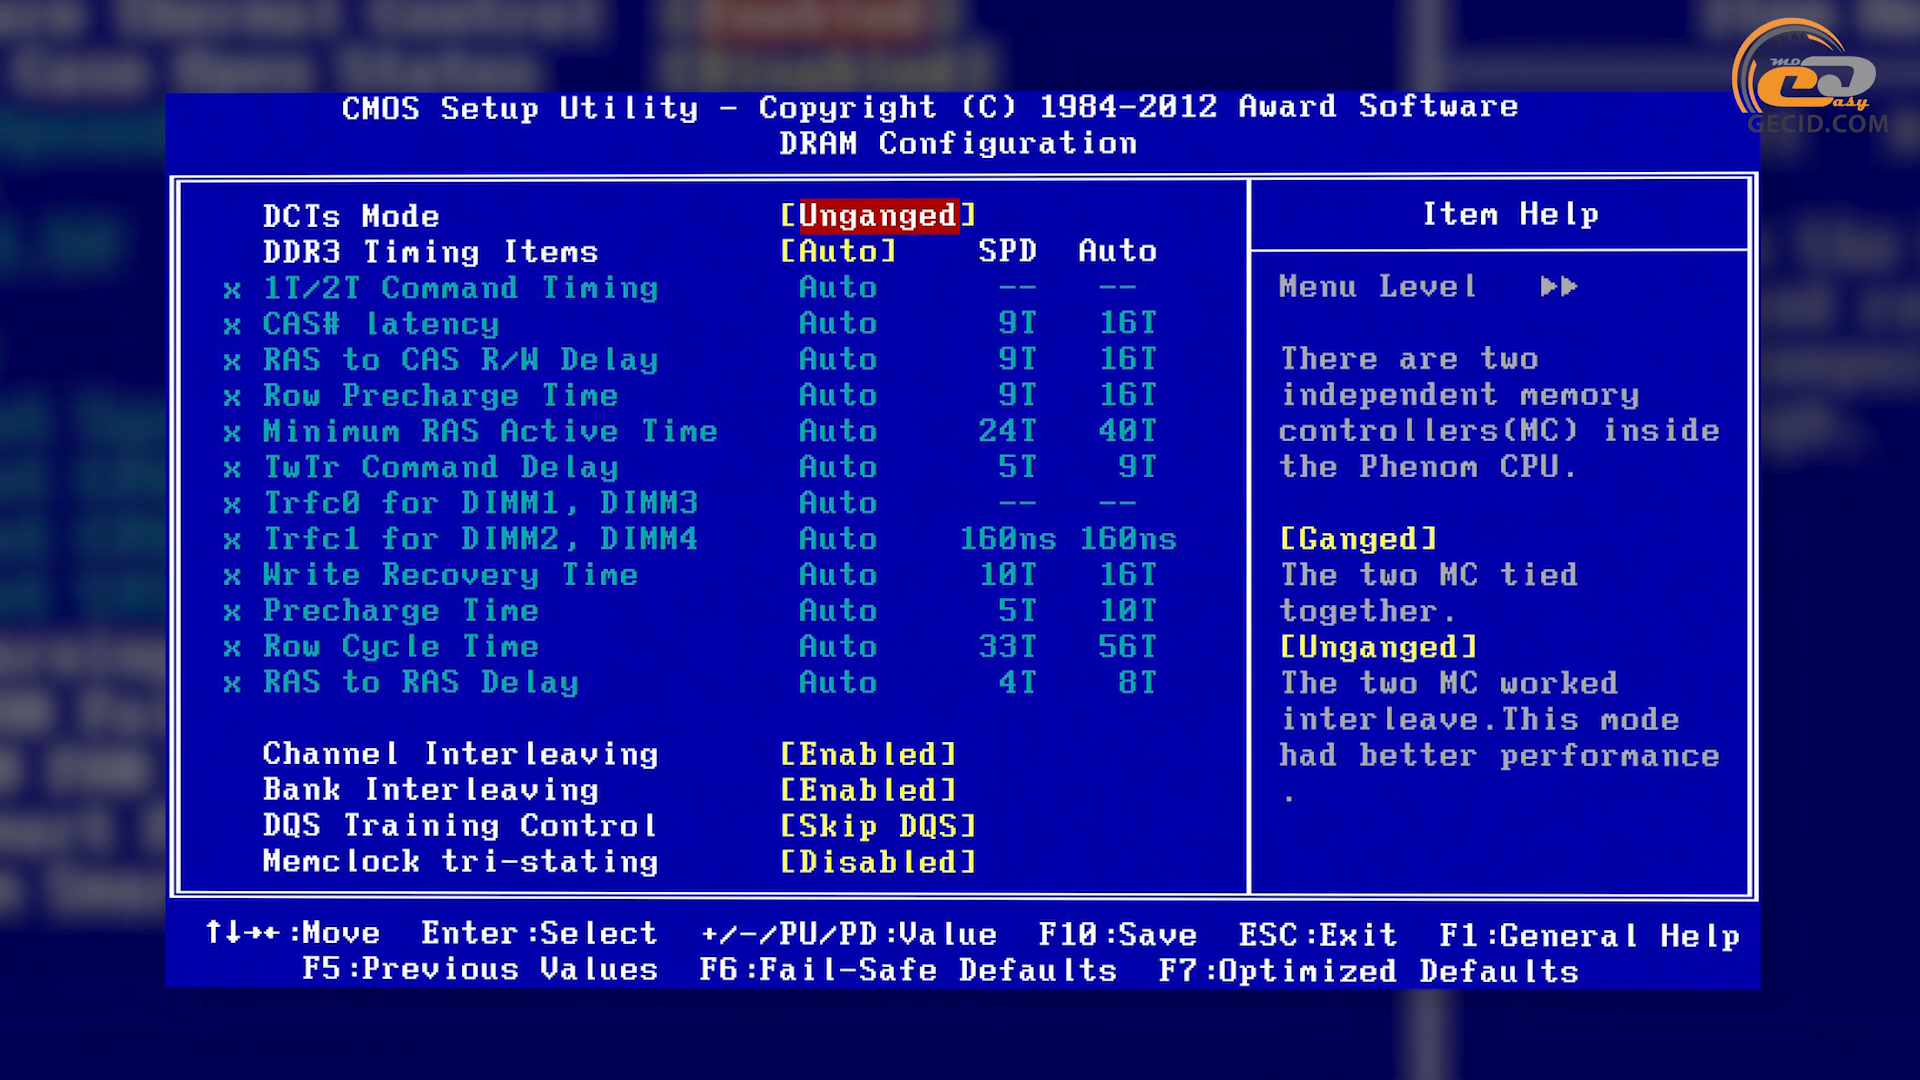 CMOS Setup Utility - Copyright (C) 1984-2012 Award Software
DRAM Configuration
DCTs Mode [Unganged]
DDR3 Timing Items [Auto] SPD Auto
x 1T/2T Command Timing Auto -- --
x CAS# latency Auto 9T 16T
x RAS to CAS R/W Delay Auto 9T 16T
x Row Precharge Time Auto 9T 16T
x Minimum RAS Active Time Auto 24T 40T
x TwTr Command Delay Auto 5T 9T
x Trfc0 for DIMM1, DIMM3 Auto -- --
x Trfc1 for DIMM2, DIMM4 Auto 160ns 160ns
x Write Recovery Time Auto 10T 16T
x Precharge Time Auto 5T 10T
x Row Cycle Time Auto 33T 56T
x RAS to RAS Delay Auto 4T 8T
Channel Interleaving [Enabled]
Bank Interleaving [Enabled]
DQS Training Control [Skip DQS]
Memclock tri-stating [Disabled]
Item Help
Menu Level ▶▶
There are two
independent memory
controllers(MC) inside
the Phenom CPU.
[Ganged]
The two MC tied
together.
[Unganged]
The two MC worked
interleave.This mode
had better performance
.
↑↓→←:Move Enter:Select +/-/PU/PD:Value F10:Save ESC:Exit F1:General Help
F5:Previous Values F6:Fail-Safe Defaults F7:Optimized Defaults
GECID.COM